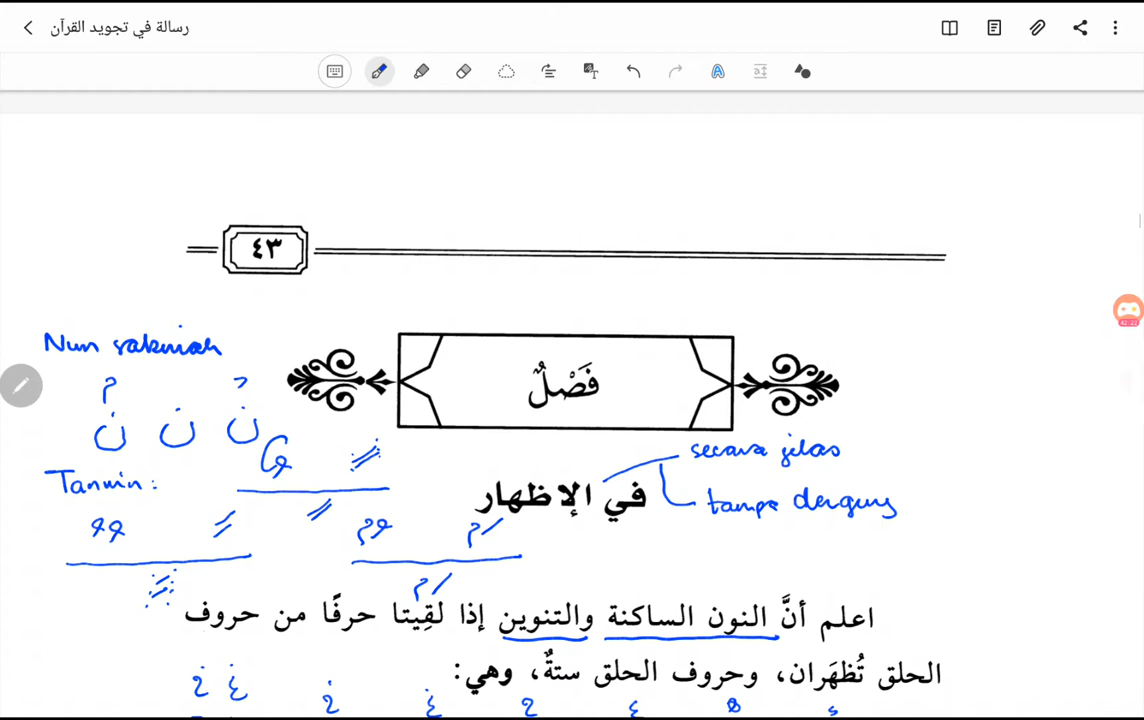 رسالة في تجويد القرآن
٤٣
فَصْلٌ
Nun sakinah
secara jelas
في الإظهار
tanpa dengung
Tanwin:
اعلم أنَّ النون الساكنة والتنوين إذا لقِيتا حرفًا من حروف
الحلق تُظهَران، وحروف الحلق ستةٌ، وهي: